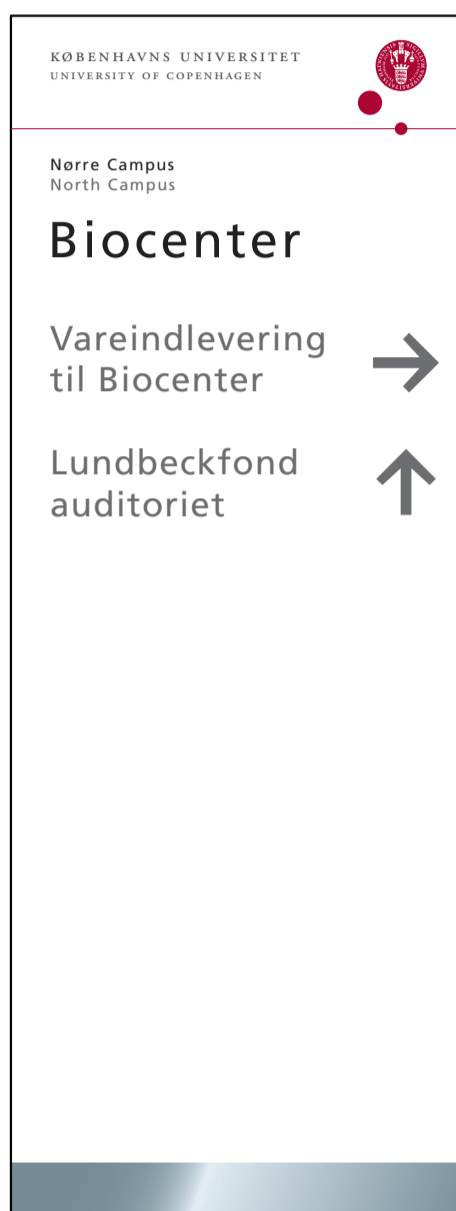 KØBENHAVNS UNIVERSITET
UNIVERSITY OF COPENHAGEN
Nørre Campus
North Campus
Biocenter
Vareindlevering
til Biocenter
Lundbeckfond
auditoriet